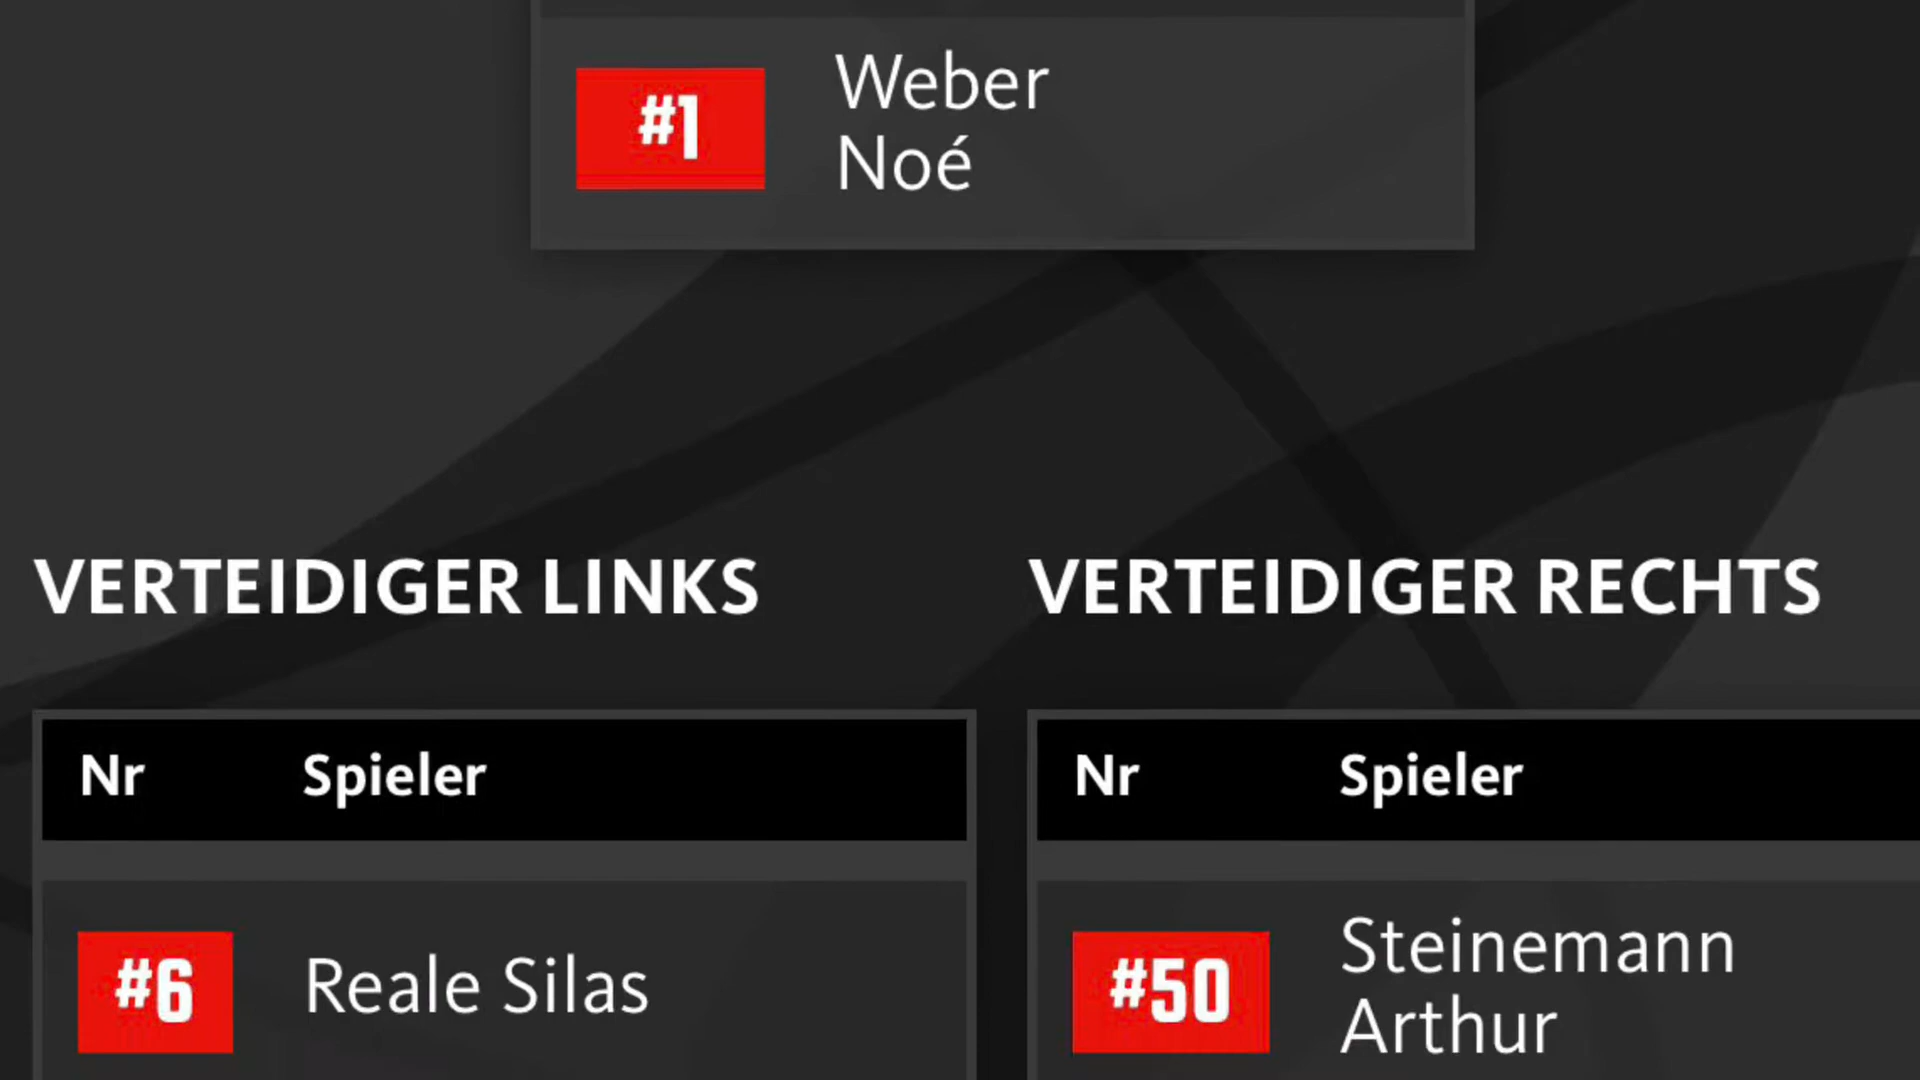 #1
Weber
Noé
VERTEIDIGER LINKS
VERTEIDIGER RECHTS
Nr Spieler
Nr Spieler
#6 Reale Silas
#50 Steinemann
Arthur